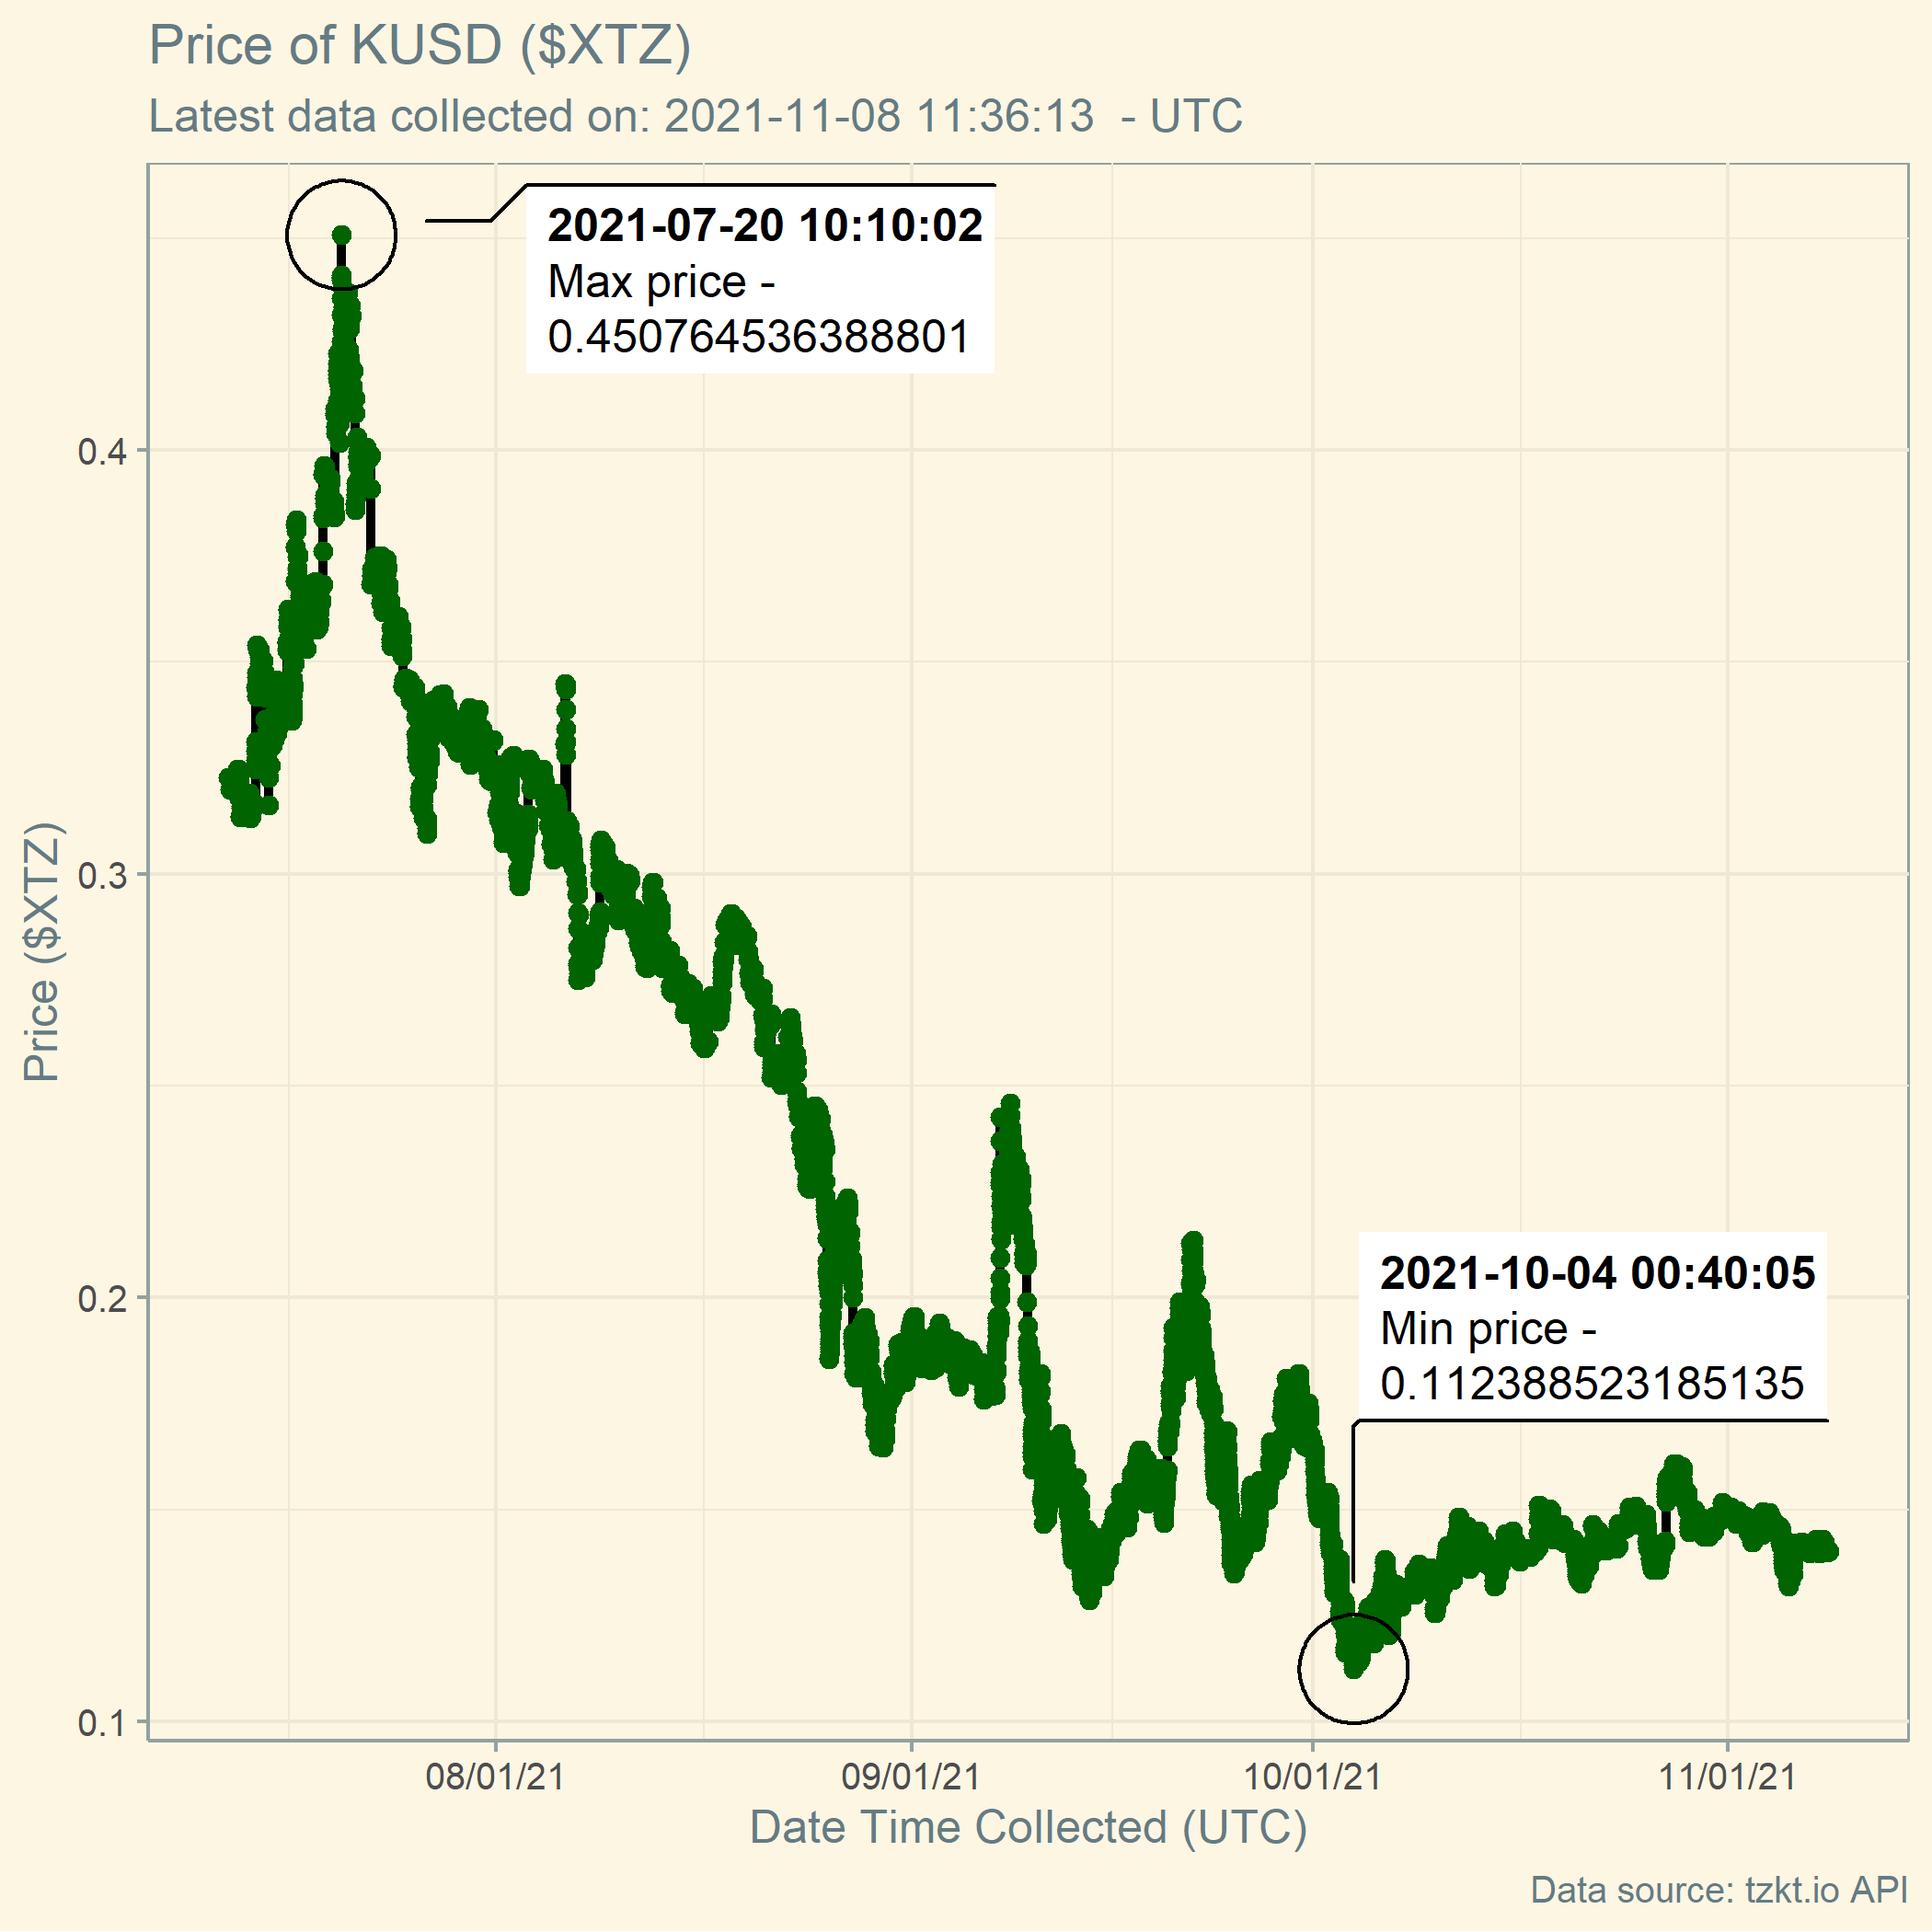 Price of KUSD ($XTZ)
Latest data collected on: 2021-11-08 11:36:13  - UTC
2021-07-20 10:10:02
Max price -
0.450764536388801
0.4
0.3
0.2
0.1
Price ($XTZ)
2021-10-04 00:40:05
Min price -
0.112388523185135
08/01/21
09/01/21
10/01/21
11/01/21
Date Time Collected (UTC)
Data source: tzkt.io API